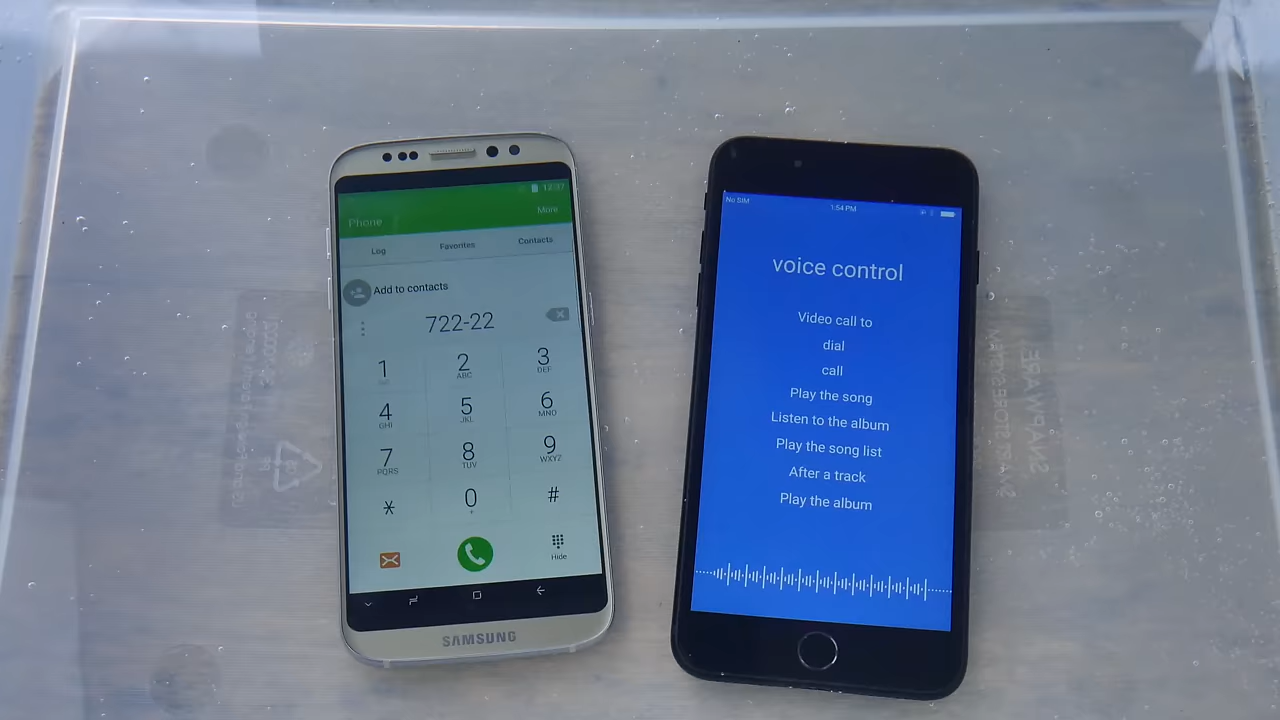 12:37
Phone
More
Log
Favorites
Contacts
Add to contacts
722-22
1
2
ABC
3
DEF
4
GHI
5
JKL
6
MNO
7
PQRS
8
TUV
9
WXYZ
*
0
#
Hide
SAMSUNG
No SIM
1:54 PM
voice control
Video call to
dial
call
Play the song
Listen to the album
Play the song list
After a track
Play the album